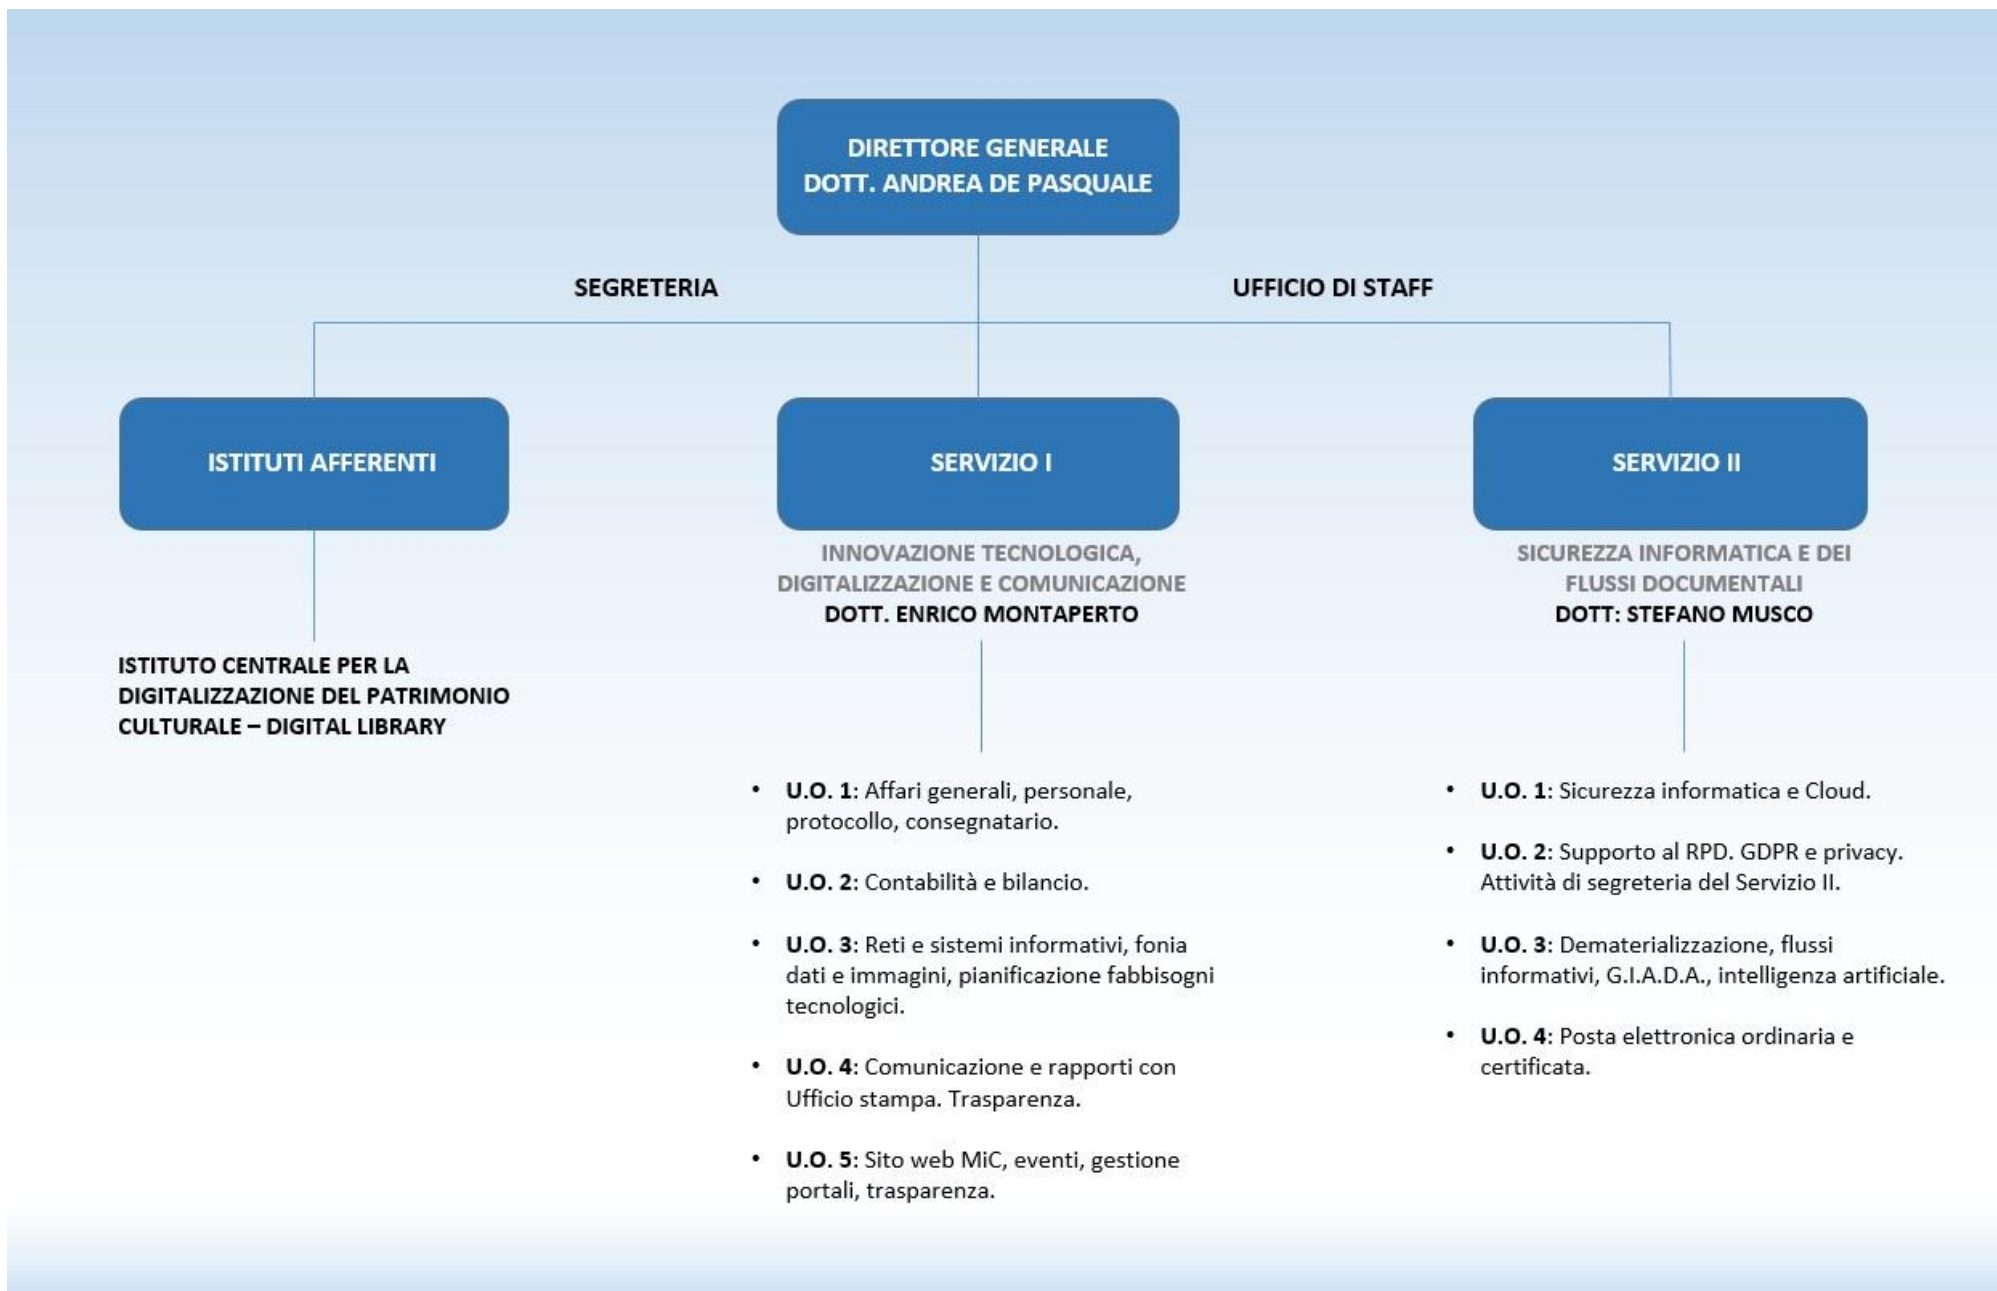 DIRETTORE GENERALE
DOTT. ANDREA DE PASQUALE
SEGRETERIA
UFFICIO DI STAFF
ISTITUTI AFFERENTI
ISTITUTO CENTRALE PER LA
DIGITALIZZAZIONE DEL PATRIMONIO
CULTURALE – DIGITAL LIBRARY
SERVIZIO I
INNOVAZIONE TECNOLOGICA,
DIGITALIZZAZIONE E COMUNICAZIONE
DOTT. ENRICO MONTAPERTO
• U.O. 1: Affari generali, personale,
protocollo, consegnatario.
• U.O. 2: Contabilità e bilancio.
• U.O. 3: Reti e sistemi informativi, fonia
dati e immagini, pianificazione fabbisogni
tecnologici.
• U.O. 4: Comunicazione e rapporti con
Ufficio stampa. Trasparenza.
• U.O. 5: Sito web MiC, eventi, gestione
portali, trasparenza.
SERVIZIO II
SICUREZZA INFORMATICA E DEI
FLUSSI DOCUMENTALI
DOTT: STEFANO MUSCO
• U.O. 1: Sicurezza informatica e Cloud.
• U.O. 2: Supporto al RPD. GDPR e privacy.
Attività di segreteria del Servizio II.
• U.O. 3: Dematerializzazione, flussi
informativi, G.I.A.D.A., intelligenza artificiale.
• U.O. 4: Posta elettronica ordinaria e
certificata.